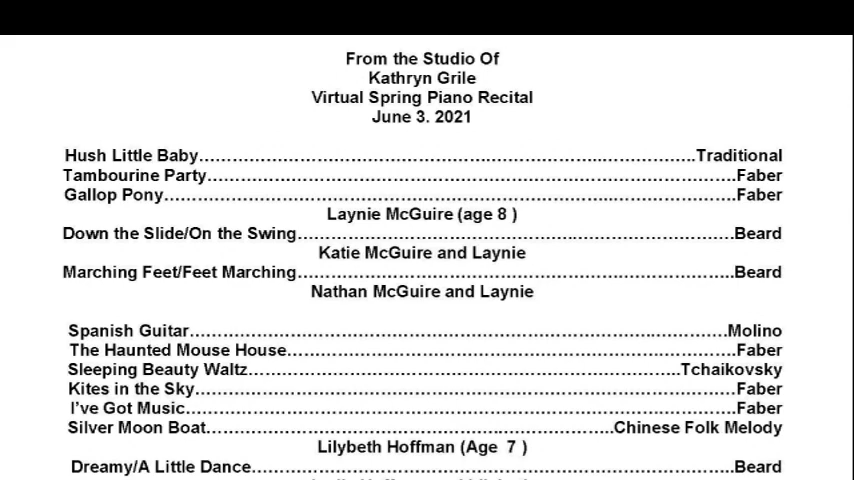 From the Studio Of
Kathryn Grile
Virtual Spring Piano Recital
June 3. 2021
Hush Little Baby……………………………………………………………………Traditional
Tambourine Party…………………………………………………………………………Faber
Gallop Pony………………………………………………………………………………Faber
Laynie McGuire (age 8 )
Down the Slide/On the Swing……………………………………………………………Beard
Katie McGuire and Laynie
Marching Feet/Feet Marching……………………………………………………………Beard
Nathan McGuire and Laynie
Spanish Guitar……………………………………………………………………………Molino
The Haunted Mouse House………………………………………………………………Faber
Sleeping Beauty Waltz……………………………………………………………Tchaikovsky
Kites in the Sky……………………………………………………………………………Faber
I've Got Music……………………………………………………………………………Faber
Silver Moon Boat…………………………………………………………Chinese Folk Melody
Lilybeth Hoffman (Age 7 )
Dreamy/A Little Dance……………………………………………………………………Beard